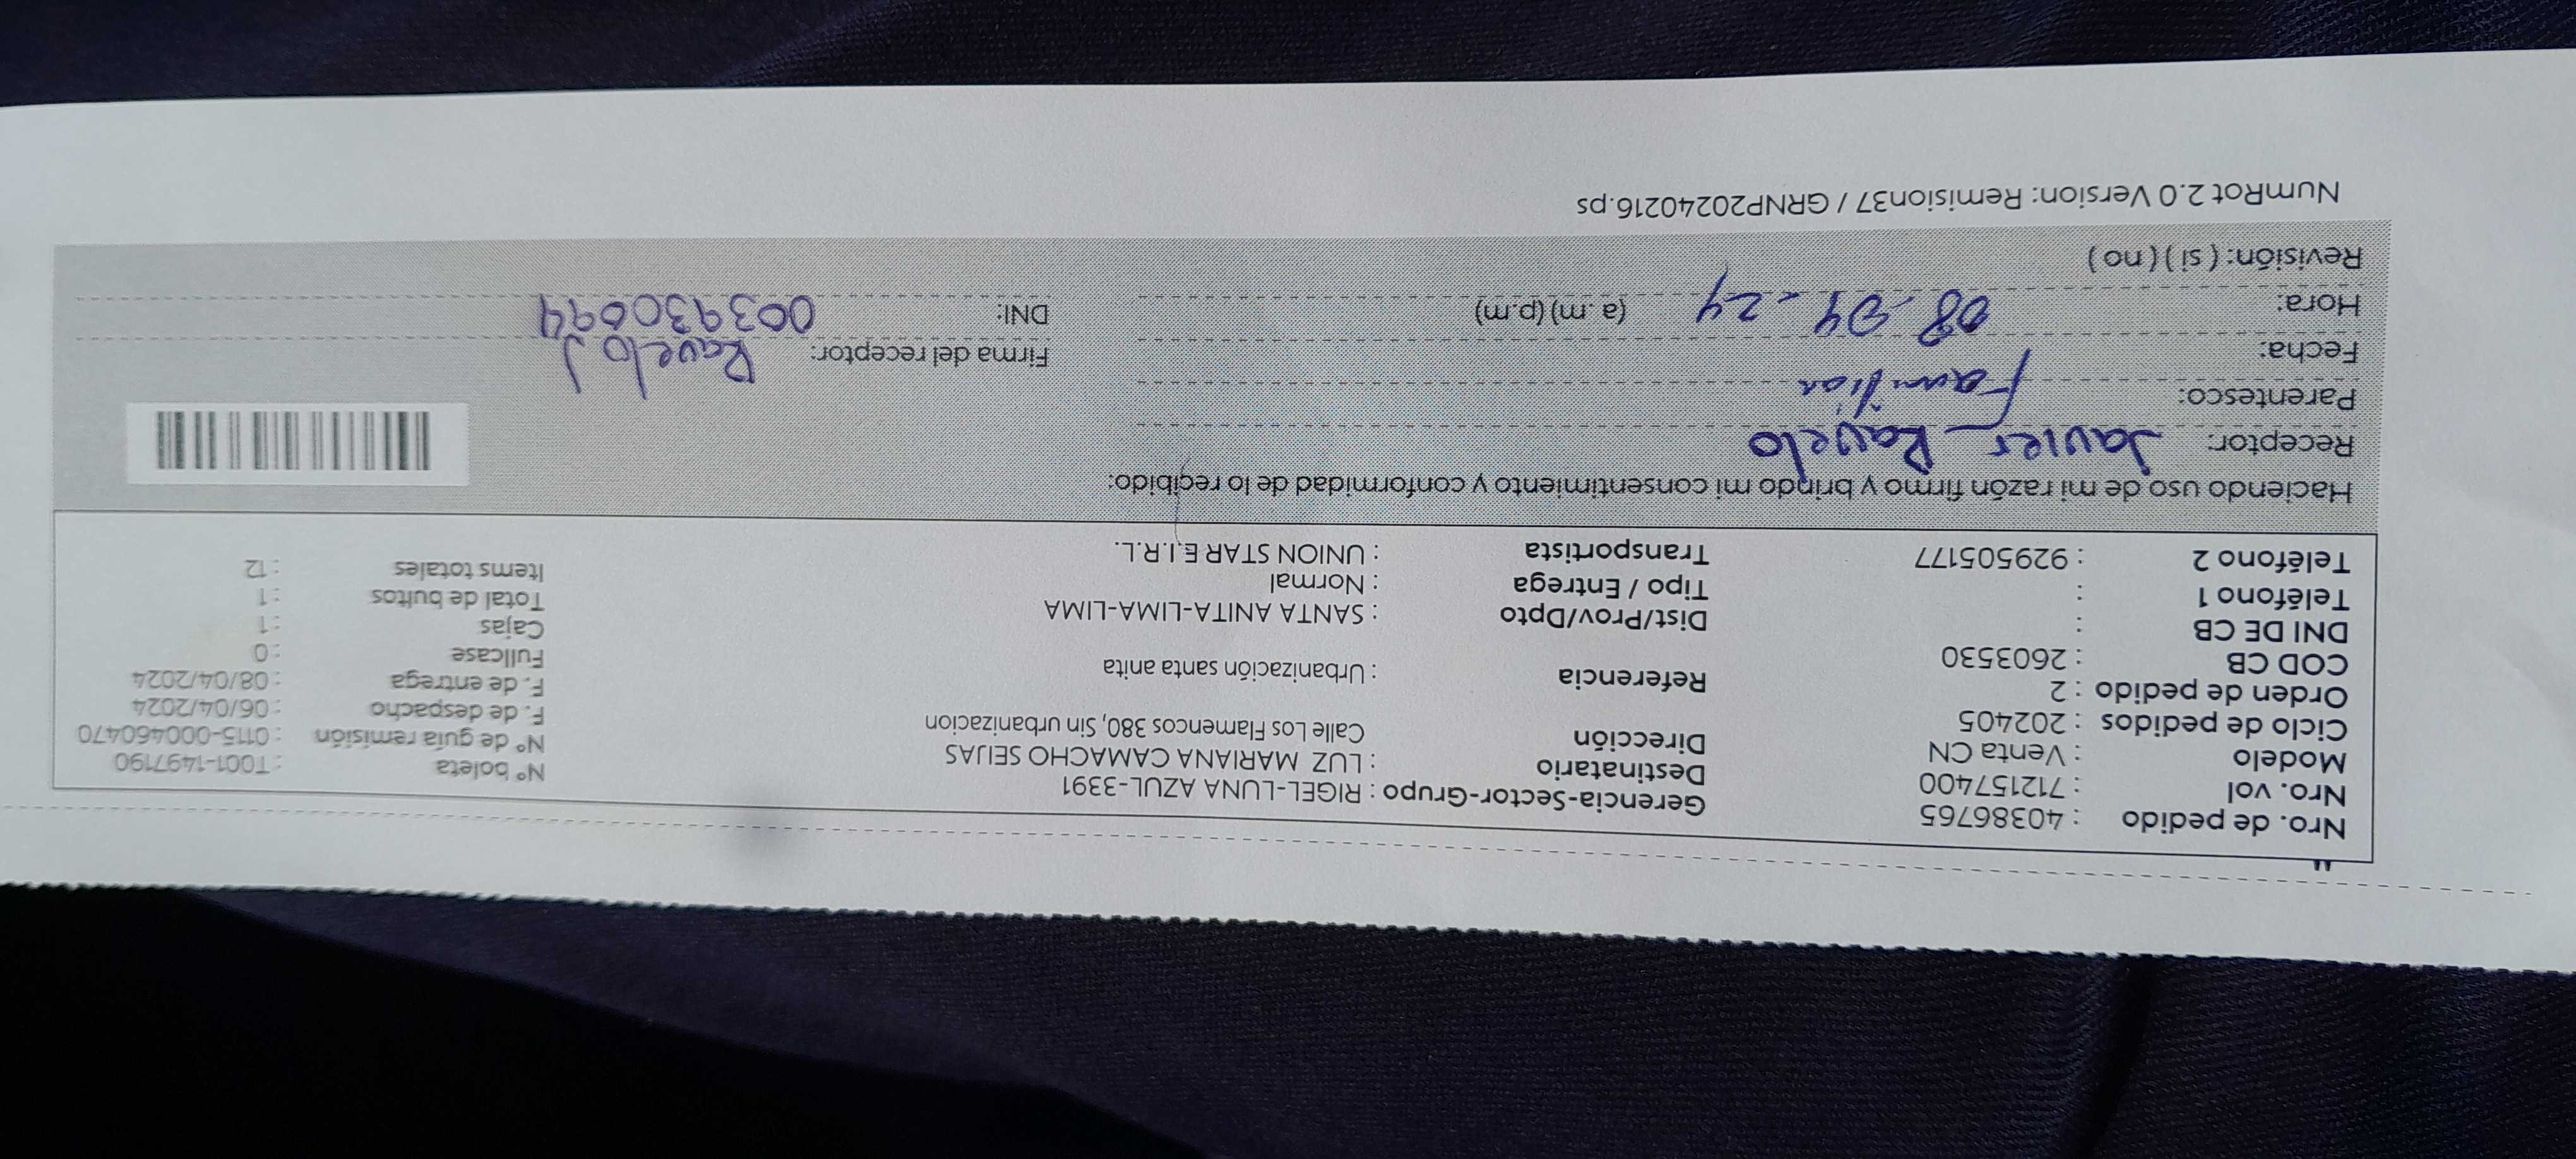 Nro. de pedido : 40386765
Nro. vol : 712157400
Modelo : Venta CN
Ciclo de pedidos : 202405
Orden de pedido : 2
COD CB : 2603530
DNI DE CB :
Teléfono 1 :
Teléfono 2 : 929505177
Gerencia-Sector-Grupo : RIGEL-LUNA AZUL-3391
Destinatario : LUZ MARIANA CAMACHO SEIJAS
Dirección Calle Los Flamencos 380, Sin urbanizacion
Referencia : Urbanización santa anita
Dist/Prov/Dpto : SANTA ANITA-LIMA-LIMA
Tipo / Entrega : Normal
Transportista : UNION STAR E.I.R.L.
N° boleta : T001-1497190
N° de guía remisión : 0115-000460470
F. de despacho : 06/04/2024
F. de entrega : 08/04/2024
Fullcase : 0
Cajas : 1
Total de bultos : 1
Items totales : 12
Haciendo uso de mi razón firmo y brindo mi consentimiento y conformidad de lo recibido:
Receptor: Javier Ravelo
Parentesco: Familiar
Fecha: 08-04-24
Hora: (a.m) (p.m)
Revisión: ( si ) ( no )
Firma del receptor: Ravelo J
DNI: 003930694
NumRot 2.0 Version: Remision37 / GRNP20240216.ps